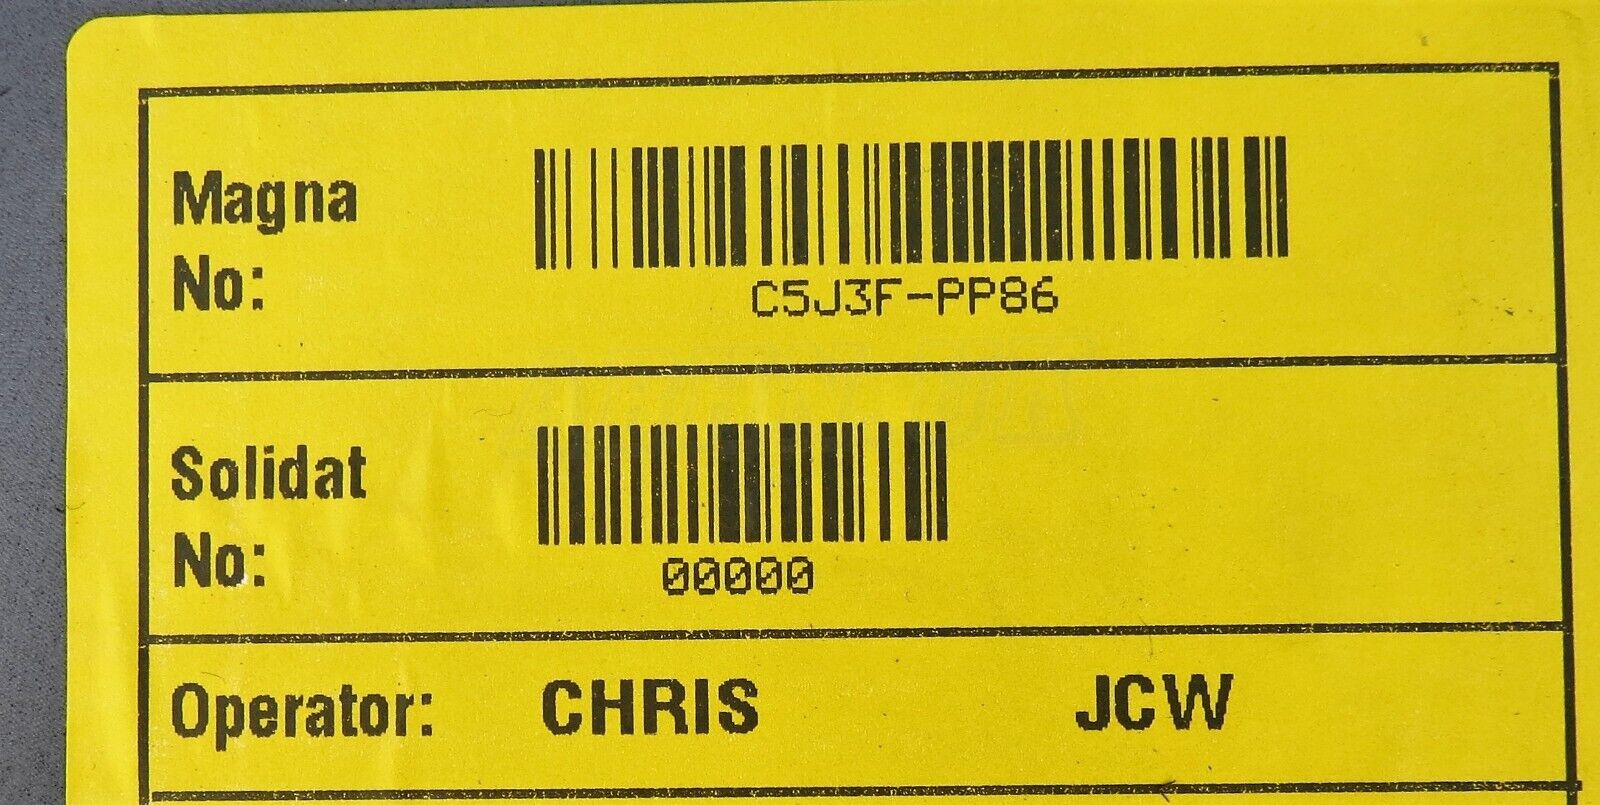 Magna
No:
C5J3F-PP86
Solidat
No:
00000
Operator: CHRIS JCW